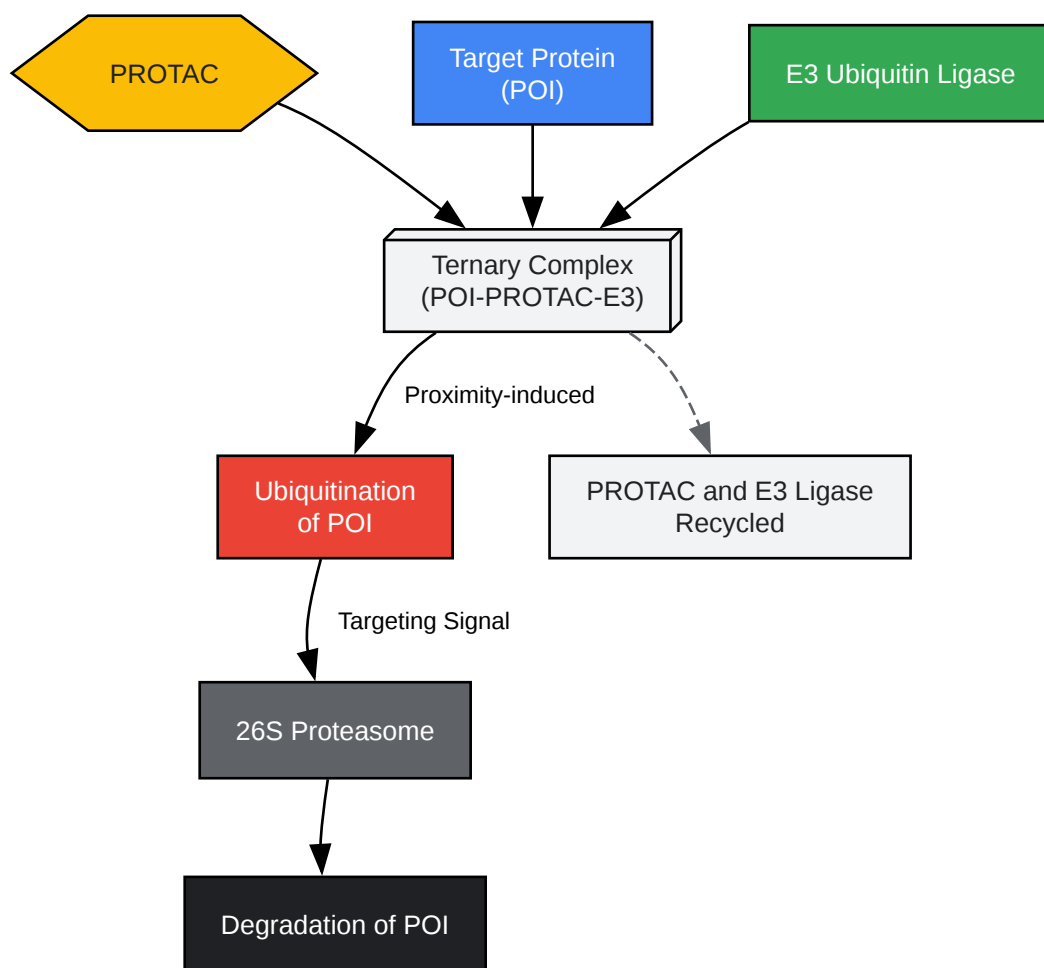 PROTAC
Target Protein
(POI)
E3 Ubiquitin Ligase
Ternary Complex
(POI-PROTAC-E3)
Proximity-induced
Ubiquitination
of POI
PROTAC and E3 Ligase
Recycled
Targeting Signal
26S Proteasome
Degradation of POI